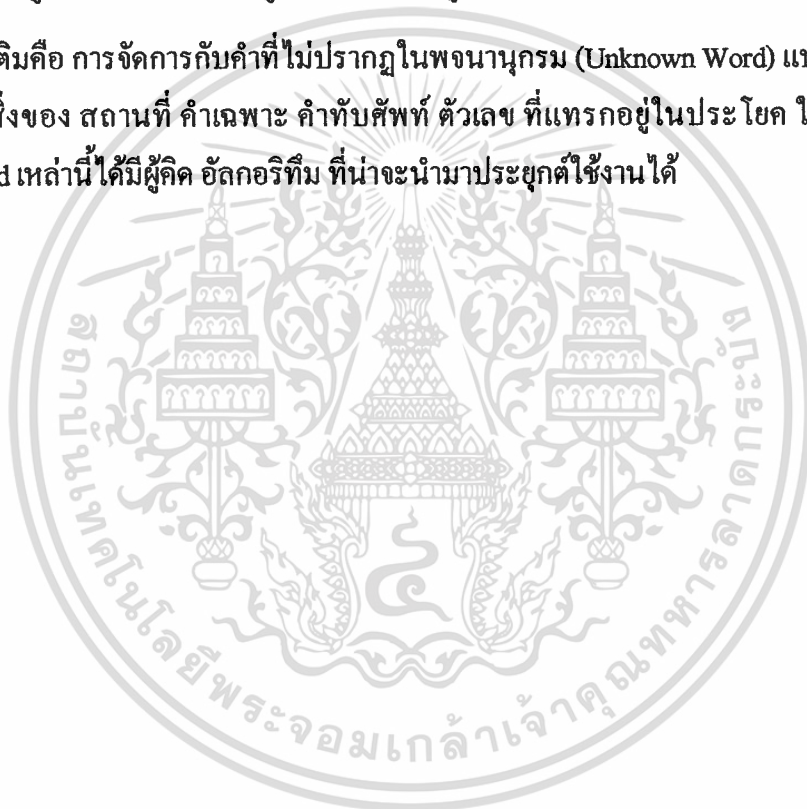 ติมคือ การจัดการกับคำที่ไม่ปรากฏในพจนานุกรม (Unknown Word)
สิ่งของ สถานที่ คำเฉพาะ คำทับศัพท์ ตัวเลข ที่แทรกอยู่ในประโยค
เหล่านี้ได้มีผู้คิด อัลกอริทึม ที่น่าจะนำมาประยุกต์ใช้งานได้
สถาบันเทคโนโลยีพระจอมเกล้าเจ้าคุณทหารลาดกระบัง
๔